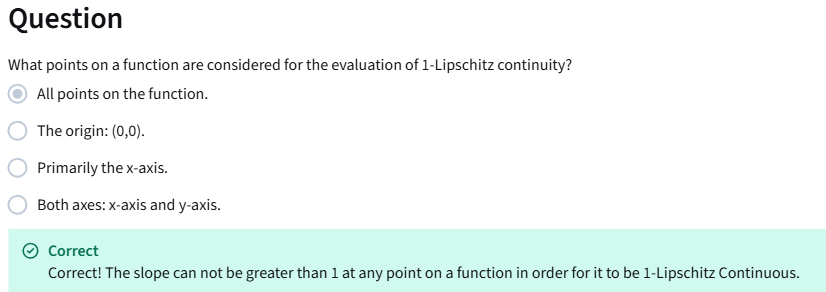 Question
What points on a function are considered for the evaluation of 1-Lipschitz continuity?
All points on the function.
The origin: (0,0).
Primarily the x-axis.
Both axes: x-axis and y-axis.
Correct
Correct! The slope can not be greater than 1 at any point on a function in order for it to be 1-Lipschitz Continuous.